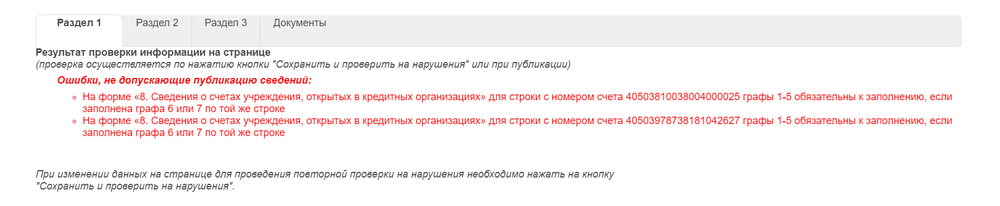 Раздел 1 Раздел 2 Раздел 3 Документы
Результат проверки информации на странице
(проверка осуществляется по нажатию кнопки "Сохранить и проверить на нарушения" или при публикации)
Ошибки, не допускающие публикацию сведений:
На форме «8. Сведения о счетах учреждения, открытых в кредитных организациях» для строки с номером счета 40503810038004000025 графы 1-5 обязательны к заполнению, если
заполнена графа 6 или 7 по той же строке
На форме «8. Сведения о счетах учреждения, открытых в кредитных организациях» для строки с номером счета 40503978738181042627 графы 1-5 обязательны к заполнению, если
заполнена графа 6 или 7 по той же строке
При изменении данных на странице для проведения повторной проверки на нарушения необходимо нажать на кнопку
"Сохранить и проверить на нарушения".